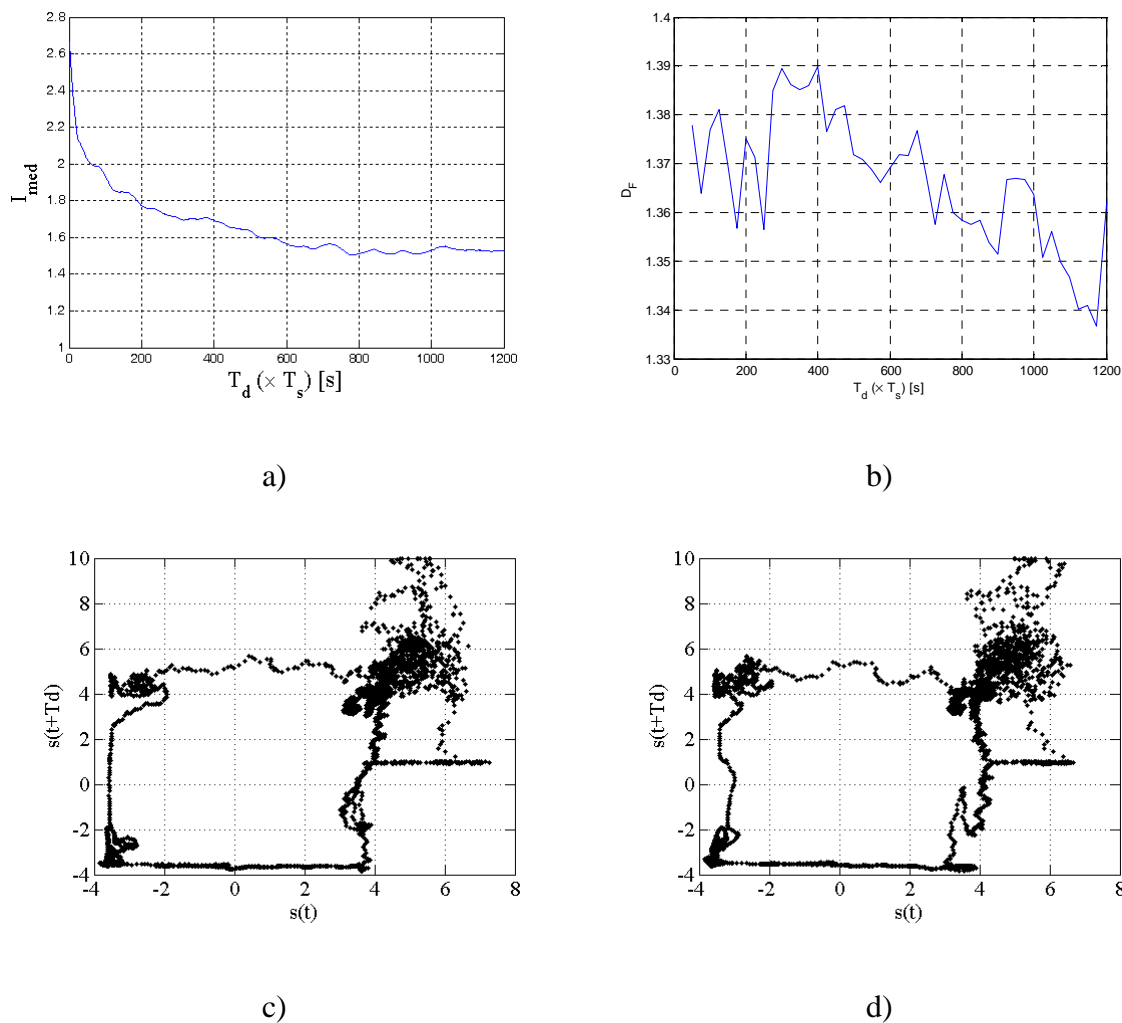 2.8
2.6
2.4
2.2
2
1.8
1.6
1.4
1.2
1
I_med
0 200 400 600 800 1000 1200
T_d (× T_s) [s]
a)
1.4
1.39
1.38
1.37
1.36
1.35
1.34
1.33
D_F
0 200 400 600 800 1000 1200
T_d (× T_s) [s]
b)
10
8
6
4
2
0
-2
-4
s(t+Td)
-4 -2 0 2 4 6 8
s(t)
c)
10
8
6
4
2
0
-2
-4
s(t+Td)
-4 -2 0 2 4 6 8
s(t)
d)